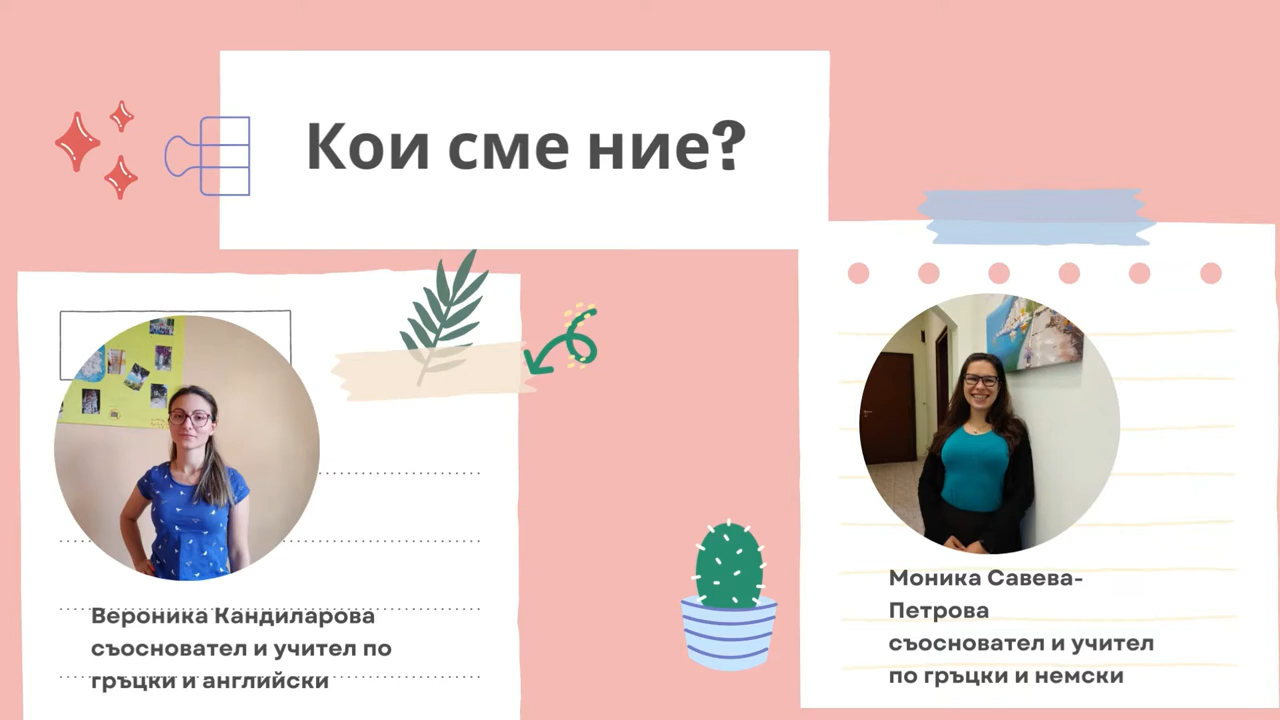 Кои сме ние?
Вероника Кандиларова
съосновател и учител по
гръцки и английски
Моника Савева-
Петрова
съосновател и учител
по гръцки и немски